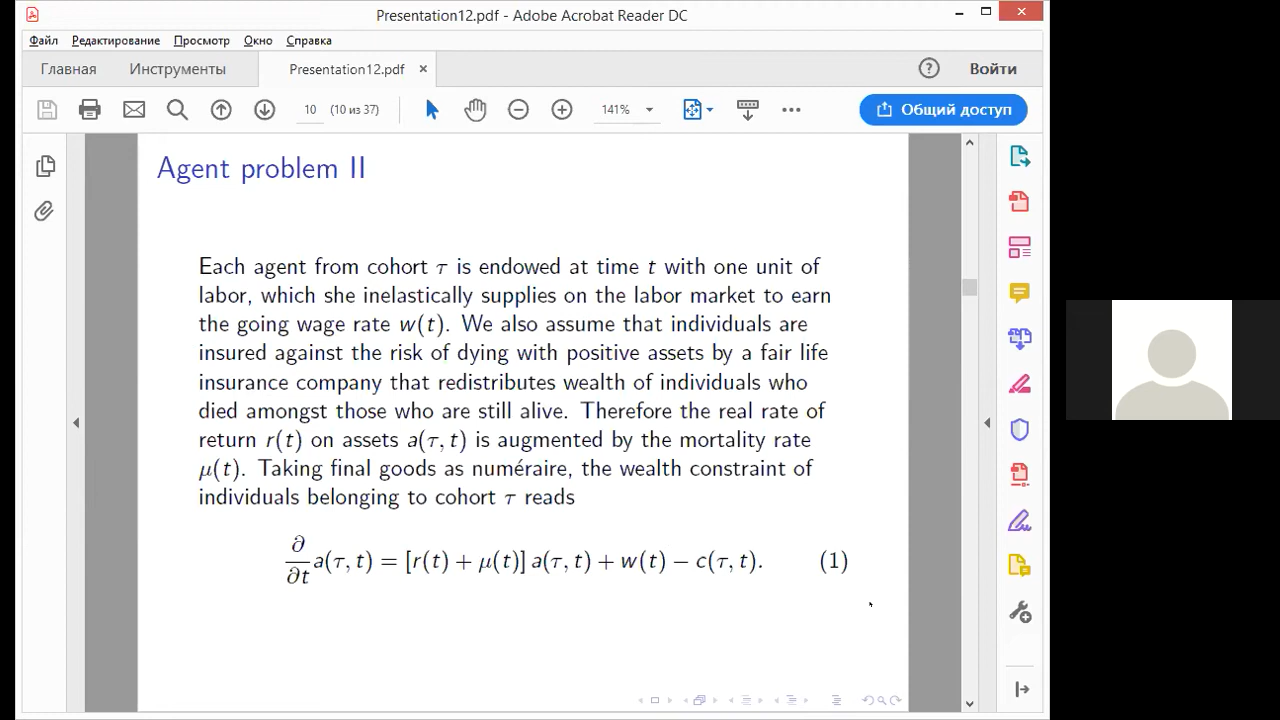 Presentation12.pdf - Adobe Acrobat Reader DC
Файл Редактирование Просмотр Окно Справка
Главная Инструменты Presentation12.pdf × Войти
10 (10 из 37) 141% Общий доступ
Agent problem II
Each agent from cohort τ is endowed at time t with one unit of
labor, which she inelastically supplies on the labor market to earn
the going wage rate w(t). We also assume that individuals are
insured against the risk of dying with positive assets by a fair life
insurance company that redistributes wealth of individuals who
died amongst those who are still alive. Therefore the real rate of
return r(t) on assets a(τ, t) is augmented by the mortality rate
μ(t). Taking final goods as numéraire, the wealth constraint of
individuals belonging to cohort τ reads
∂/∂t a(τ, t) = [r(t) + μ(t)] a(τ, t) + w(t) − c(τ, t). (1)